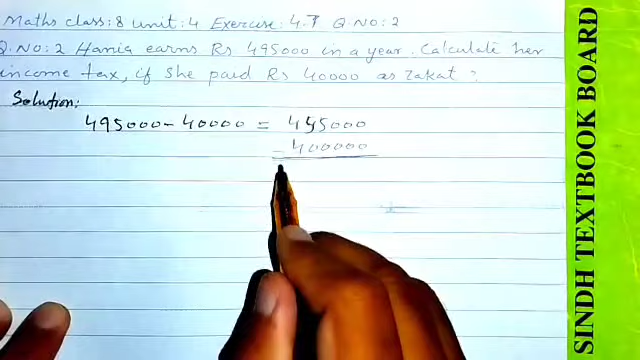 Maths class:8 unit:4 Exercise:4.7 Q.NO:2
Q.NO:2 Hania earns Rs 495000 in a year. Calculate her
income tax, if she paid Rs 40000 as Zakat?
Solution:
495000 - 40000 = 455000
- 400000
SINDH TEXTBOOK BOARD